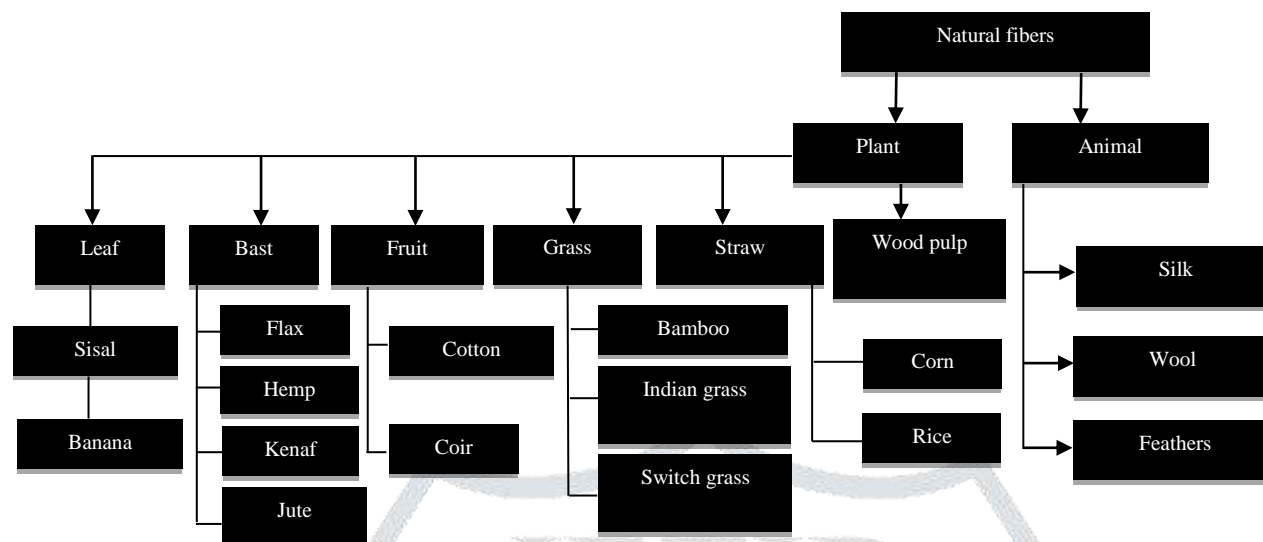 Natural fibers
Plant
Animal
Leaf
Bast
Fruit
Grass
Straw
Wood pulp
Silk
Flax
Bamboo
Sisal
Cotton
Corn
Wool
Hemp
Indian grass
Banana
Kenaf
Coir
Rice
Feathers
Switch grass
Jute